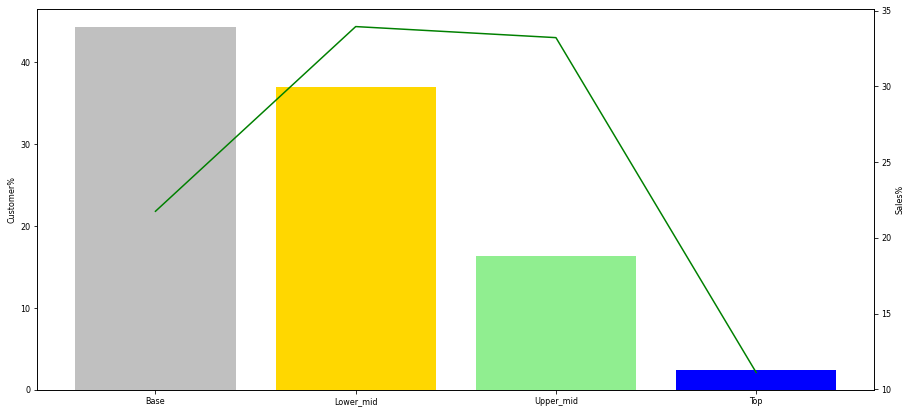 Customer%
40
30
20
10
0
Base
Lower_mid
Upper_mid
Top
35
30
25
20
15
10
Sales%